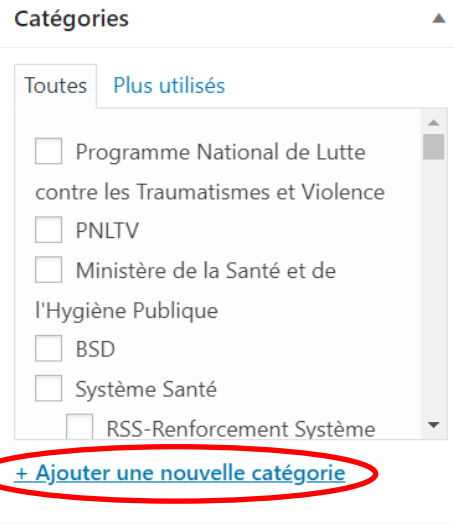 Catégories
Toutes Plus utilisés
Programme National de Lutte
contre les Traumatismes et Violence
PNLTV
Ministère de la Santé et de
l'Hygiène Publique
BSD
Système Santé
RSS-Renforcement Système
+ Ajouter une nouvelle catégorie